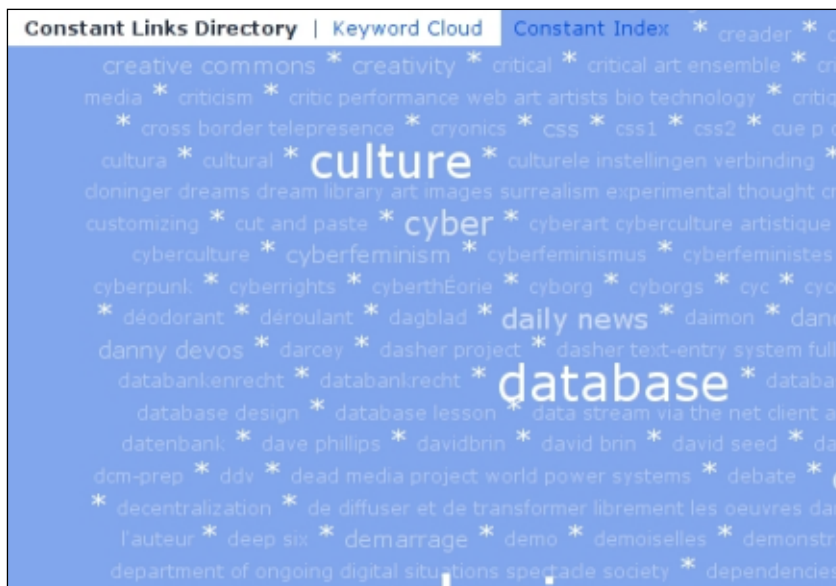 Constant Links Directory | Keyword Cloud Constant Index * creader *
creative commons * creativity * critical * critical art ensemble *
media * criticism * critic performance web art artists bio technology *
* cross border telepresence * cryonics * css * css1 * css2 * cue p
cultura * cultural * culture * culturele instellingen verbinding *
cloninger dreams dream library art images surrealism experimental thought
customizing * cut and paste * cyber * cyberart cyberculture artistique
cyberculture * cyberfeminism * cyberfeminismus * cyberfeministes
cyberpunk * cyberrights * cyberthÉorie * cyborg * cyborgs * cyc *
* déodorant * déroulant * dagblad * daily news * daimon *
danny devos * darcey * dasher project * dasher text-entry system full
databankenrecht * databankrecht * database *
database design * database lesson * data stream via the net client
datenbank * dave phillips * davidbrin * david brin * david seed *
dcm-prep * ddv * dead media project world power systems * debate *
* decentralization * de diffuser et de transformer librement les oeuvres
l'auteur * deep six * demarrage * demo * demoiselles *
department of ongoing digital situations spectacle society * dependencies